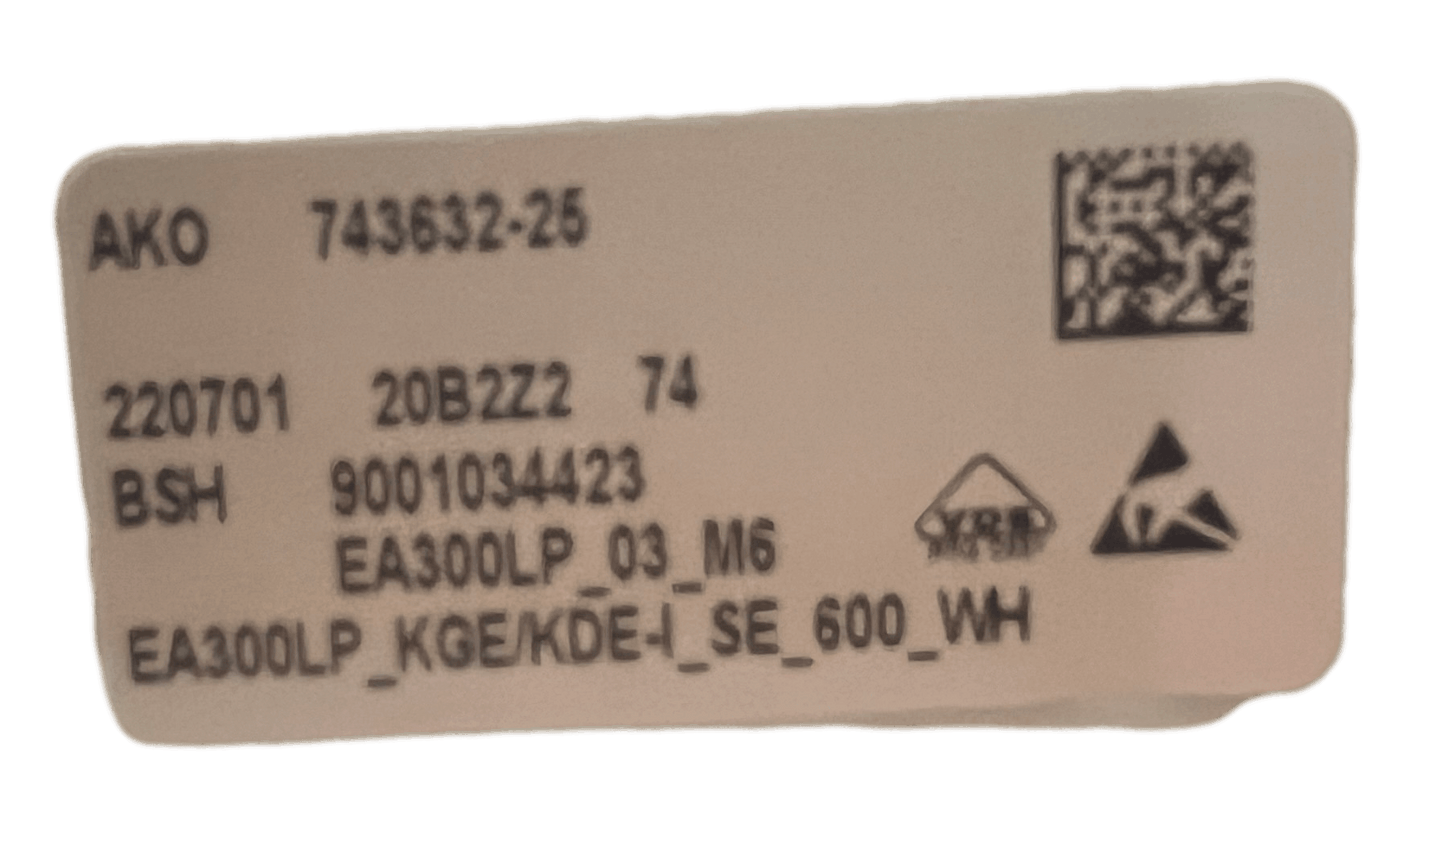 AKO 743632-25
220701 20B2Z2 74
BSH 9001034423
EA300LP_03_M6
EA300LP_KGE/KDE-I_SE_600_WH